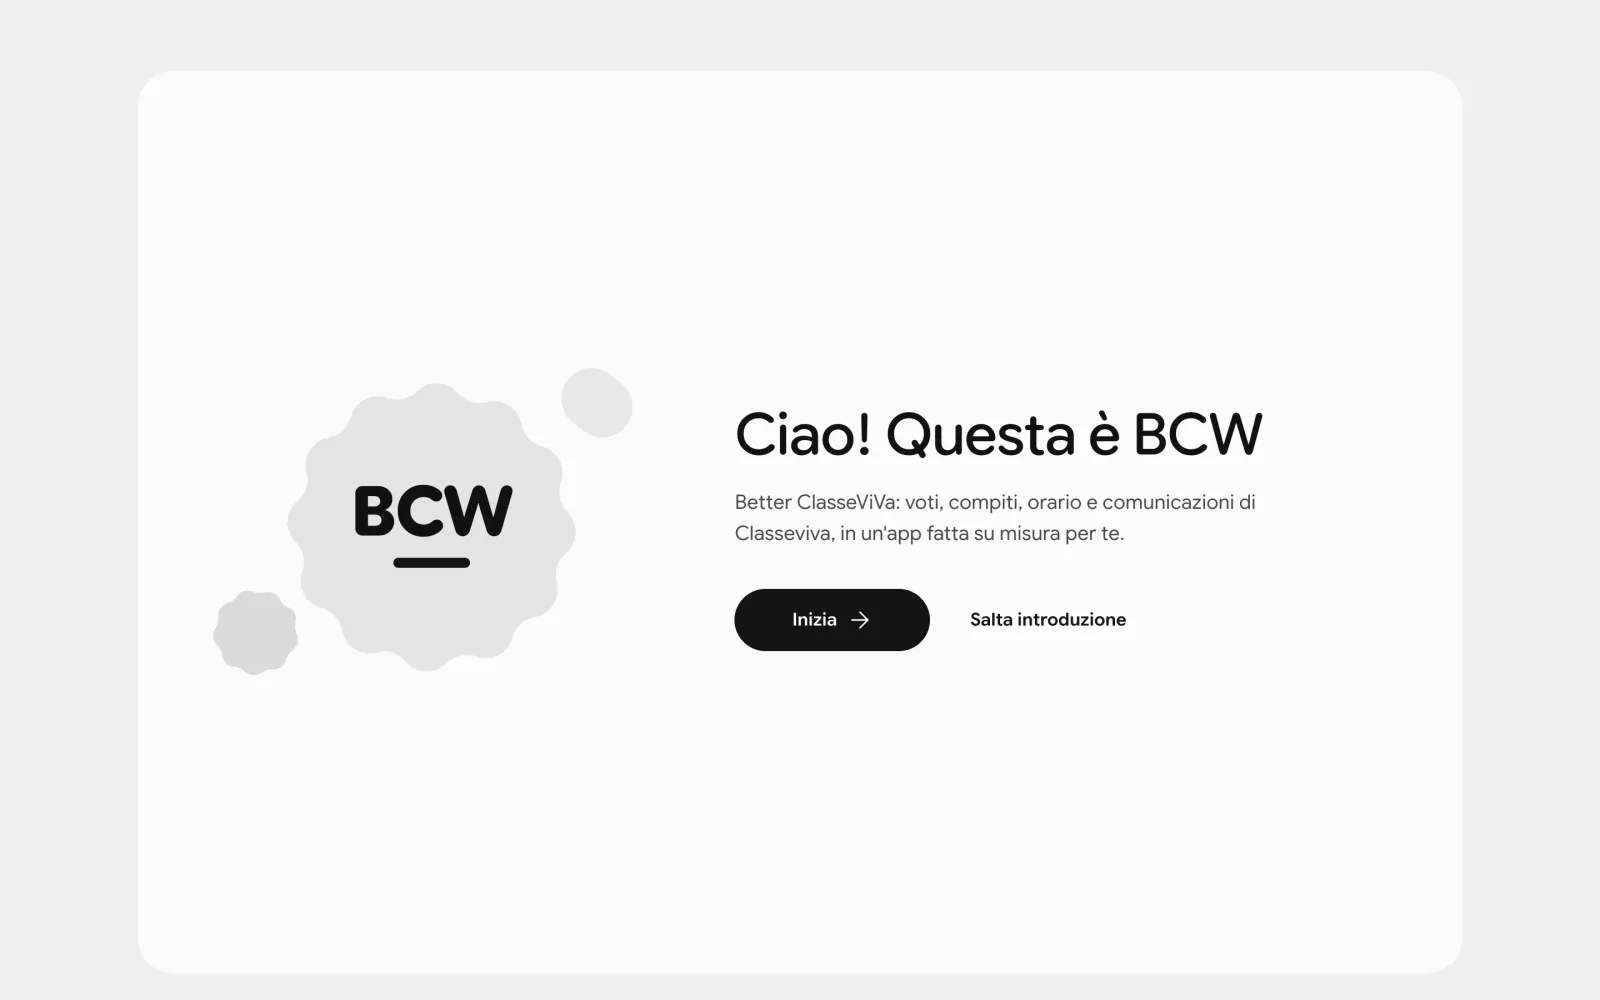 BCW
Ciao! Questa è BCW
Better ClasseViVa: voti, compiti, orario e comunicazioni di
Classeviva, in un'app fatta su misura per te.
Inizia
Salta introduzione